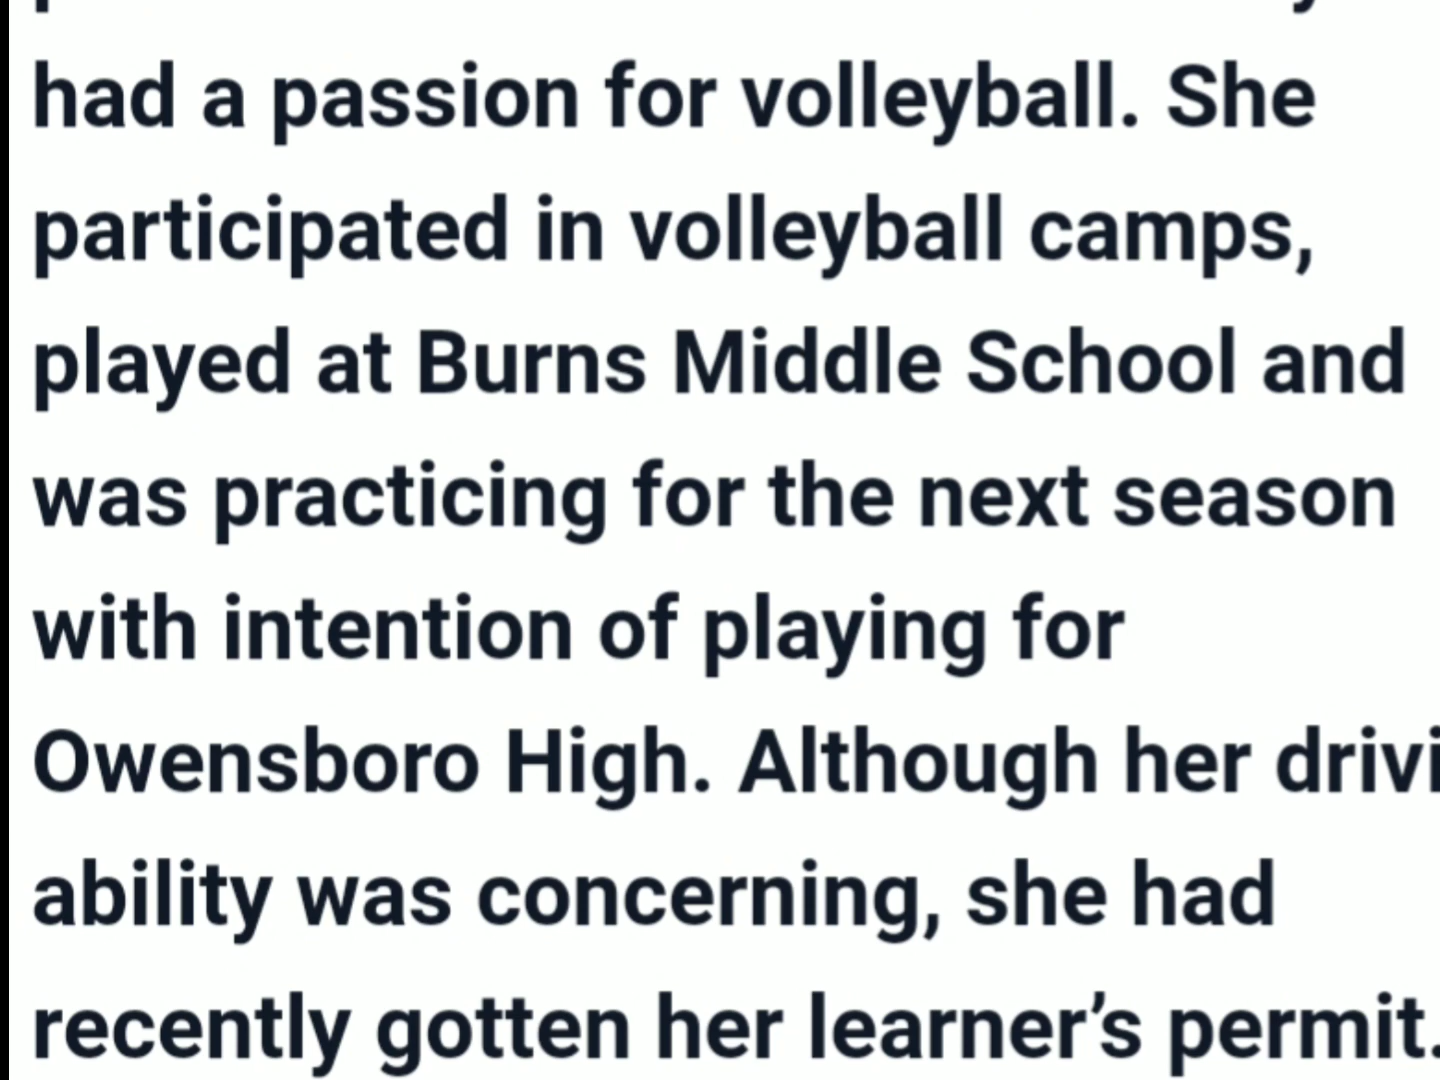 had a passion for volleyball. She
participated in volleyball camps,
played at Burns Middle School and
was practicing for the next season
with intention of playing for
Owensboro High. Although her drivi
ability was concerning, she had
recently gotten her learner’s permit.